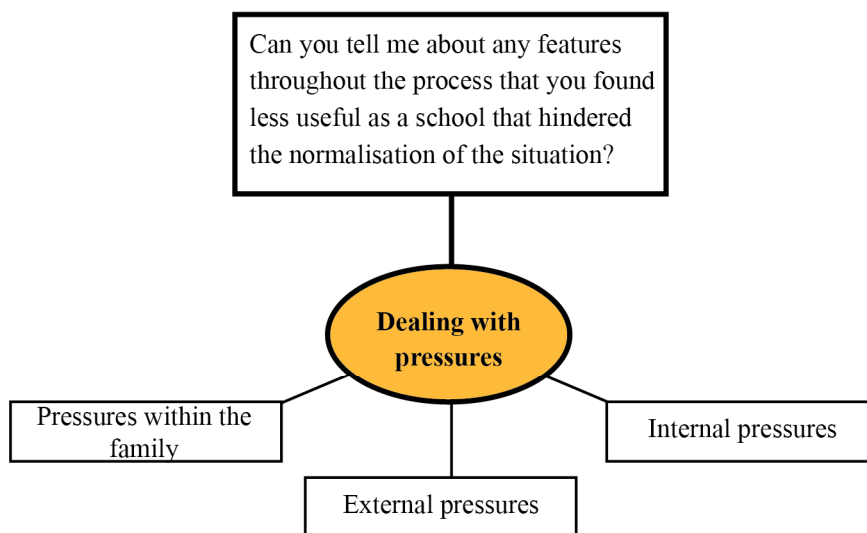 Can you tell me about any features
throughout the process that you found
less useful as a school that hindered
the normalisation of the situation?
Dealing with
pressures
Pressures within the
family
Internal pressures
External pressures